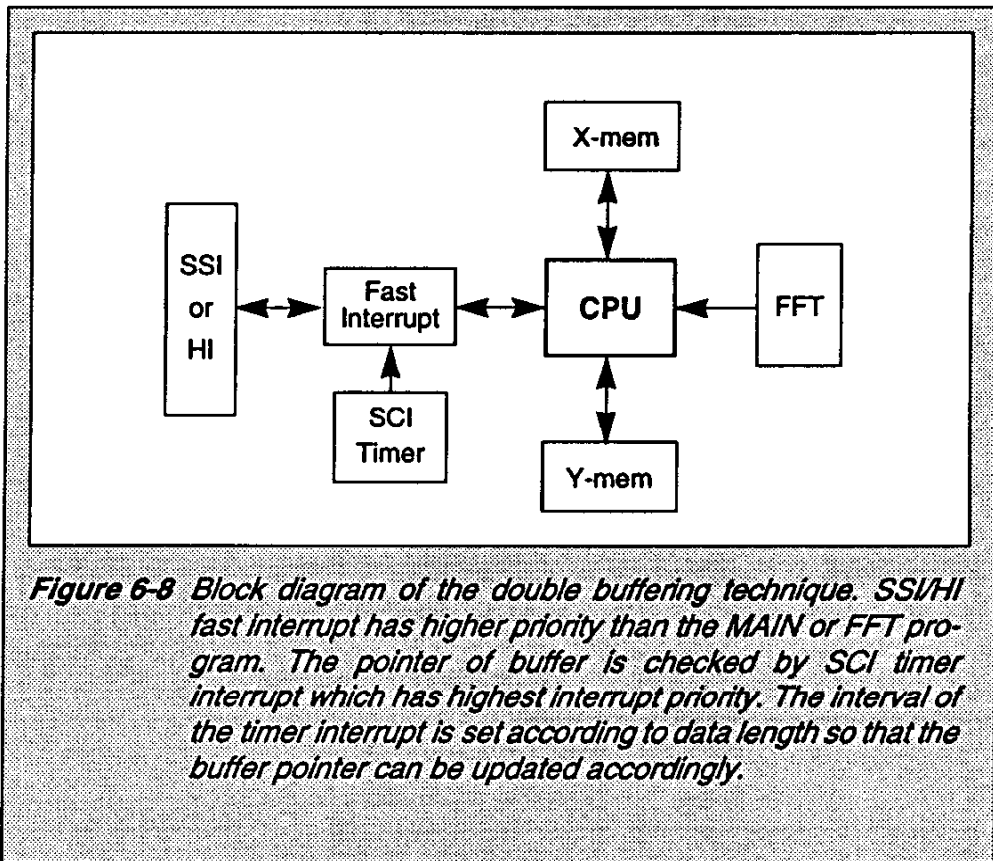 X-mem
SSI
or
HI
Fast
Interrupt
CPU
FFT
SCI
Timer
Y-mem
Figure 6-8 Block diagram of the double buffering technique. SSI/HI
fast interrupt has higher priority than the MAIN or FFT pro-
gram. The pointer of buffer is checked by SCI timer
interrupt which has highest interrupt priority. The interval of
the timer interrupt is set according to data length so that the
buffer pointer can be updated accordingly.